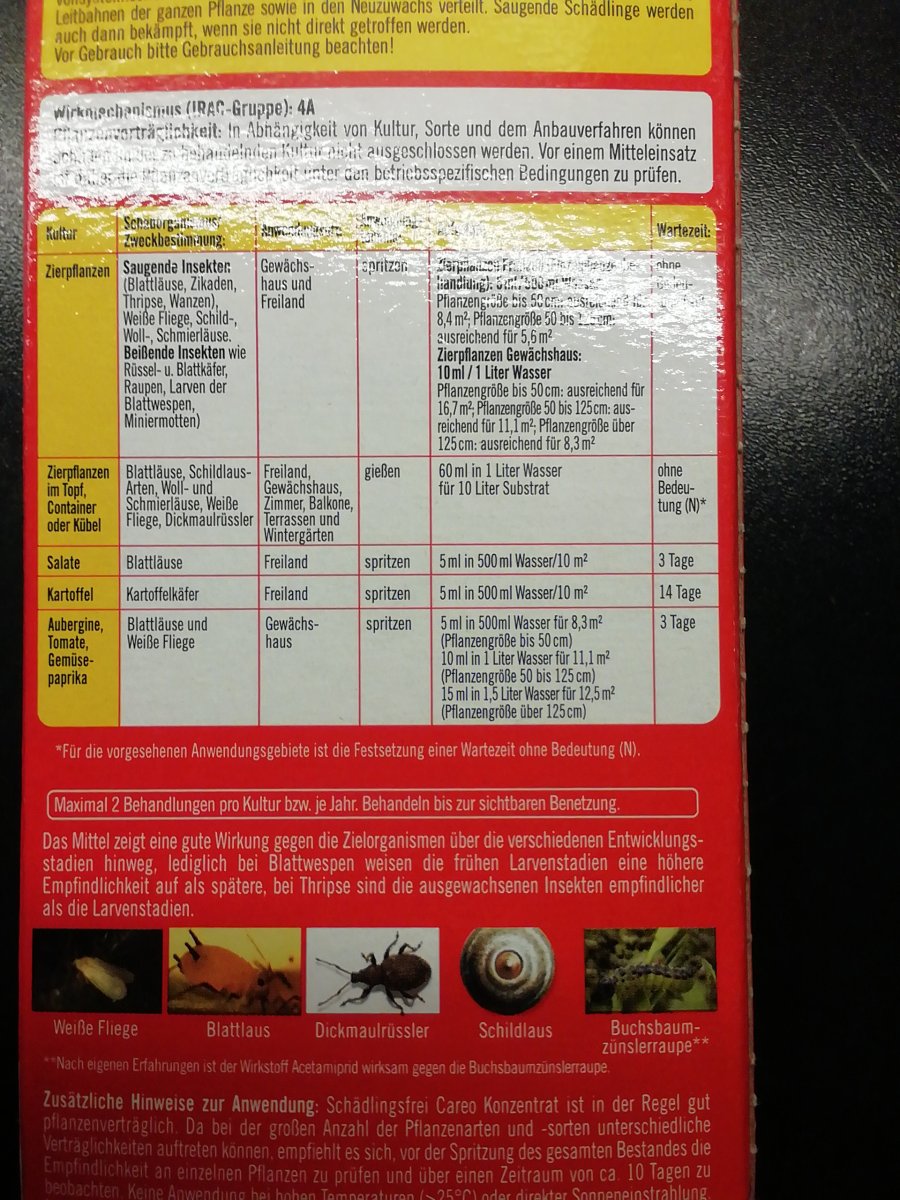 Leitbahnen der ganzen Pflanze sowie in den Neuzuwachs verteilt. Saugende Schädlinge werden
auch dann bekämpft, wenn sie nicht direkt getroffen werden.
Vor Gebrauch bitte Gebrauchsanleitung beachten!
Wirkmechanismus (IRAC-Gruppe): 4A
Pflanzenverträglichkeit: In Abhängigkeit von Kultur, Sorte und dem Anbauverfahren können
zu behandelnden Kultur nicht ausgeschlossen werden. Vor einem Mitteleinsatz
die Pflanzenverträglichkeit unter den betriebsspezifischen Bedingungen zu prüfen.
Kultur
Schadorganismus/
Zweckbestimmung:
Wartezeit:
Zierpflanzen
Saugende Insekten
(Blattläuse, Zikaden,
Thripse, Wanzen),
Weiße Fliege, Schild-,
Woll-, Schmierläuse.
Beißende Insekten wie
Rüssel- u. Blattkäfer,
Raupen, Larven der
Blattwespen,
Miniermotten)
Gewächs-
haus und
Freiland
spritzen
Zierpflanzen
handlung): 5 ml/500 ml Wasser
Pflanzengröße bis 50 cm: ausreichend für
8,4 m²; Pflanzengröße 50 bis
ausreichend für 5,6 m²
Zierpflanzen Gewächshaus:
10 ml / 1 Liter Wasser
Pflanzengröße bis 50cm: ausreichend für
16,7 m²; Pflanzengröße 50 bis 125cm: aus-
reichend für 11,1 m²; Pflanzengröße über
125cm: ausreichend für 8,3 m²
ohne
Zierpflanzen
im Topf,
Container
oder Kübel
Blattläuse, Schildlaus-
Arten, Woll- und
Schmierläuse, Weiße
Fliege, Dickmaulrüssler
Freiland,
Gewächshaus,
Zimmer, Balkone,
Terrassen und
Wintergärten
gießen
60 ml in 1 Liter Wasser
für 10 Liter Substrat
ohne
Bedeu-
tung (N)*
Salate
Blattläuse
Freiland
spritzen
5 ml in 500 ml Wasser/10 m²
3 Tage
Kartoffel
Kartoffelkäfer
Freiland
spritzen
5 ml in 500 ml Wasser/10 m²
14 Tage
Aubergine,
Tomate,
Gemüse-
paprika
Blattläuse und
Weiße Fliege
Gewächs-
haus
spritzen
5 ml in 500ml Wasser für 8,3 m²
(Pflanzengröße bis 50 cm)
10 ml in 1 Liter Wasser für 11,1 m²
(Pflanzengröße 50 bis 125 cm)
15 ml in 1,5 Liter Wasser für 12,5 m²
(Pflanzengröße über 125 cm)
3 Tage
*Für die vorgesehenen Anwendungsgebiete ist die Festsetzung einer Wartezeit ohne Bedeutung (N).
Maximal 2 Behandlungen pro Kultur bzw. je Jahr. Behandeln bis zur sichtbaren Benetzung.
Das Mittel zeigt eine gute Wirkung gegen die Zielorganismen über die verschiedenen Entwicklungs-
stadien hinweg, lediglich bei Blattwespen weisen die frühen Larvenstadien eine höhere
Empfindlichkeit auf als spätere, bei Thripse sind die ausgewachsenen Insekten empfindlicher
als die Larvenstadien.
Weiße Fliege
Blattlaus
Dickmaulrüssler
Schildlaus
Buchsbaum-
zünslerraupe**
**Nach eigenen Erfahrungen ist der Wirkstoff Acetamiprid wirksam gegen die Buchsbaumzünslerraupe.
Zusätzliche Hinweise zur Anwendung: Schädlingsfrei Careo Konzentrat ist in der Regel gut
pflanzenverträglich. Da bei der großen Anzahl der Pflanzenarten und -sorten unterschiedliche
Verträglichkeiten auftreten können, empfiehlt es sich, vor der Spritzung des gesamten Bestandes die
Empfindlichkeit an einzelnen Pflanzen zu prüfen und über einen Zeitraum von ca. 10 Tagen zu
beobachten. Keine Anwendung bei hohen Temperaturen (>25°C) oder direkter Sonneneinstrahlung